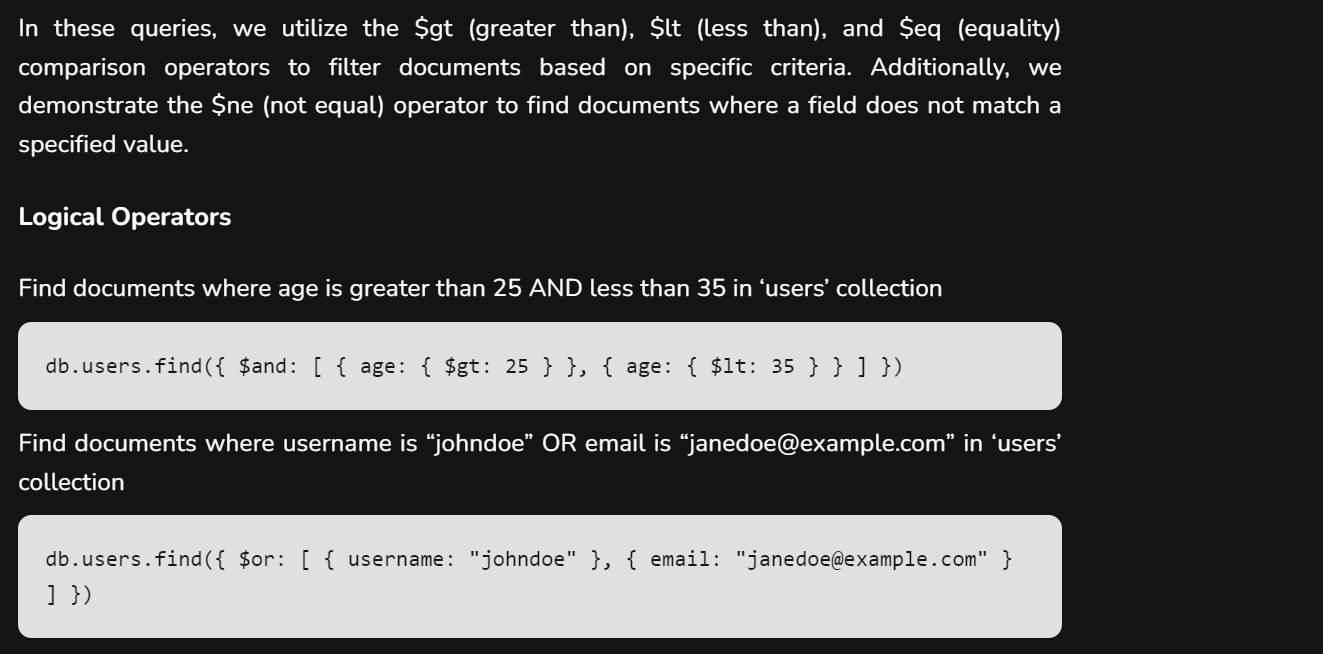 In these queries, we utilize the $gt (greater than), $lt (less than), and $eq (equality)
comparison operators to filter documents based on specific criteria. Additionally, we
demonstrate the $ne (not equal) operator to find documents where a field does not match a
specified value.
Logical Operators
Find documents where age is greater than 25 AND less than 35 in ‘users’ collection
db.users.find({ $and: [ { age: { $gt: 25 } }, { age: { $lt: 35 } } ] })
Find documents where username is “johndoe” OR email is “janedoe@example.com” in ‘users’
collection
db.users.find({ $or: [ { username: "johndoe" }, { email: "janedoe@example.com" }
] })